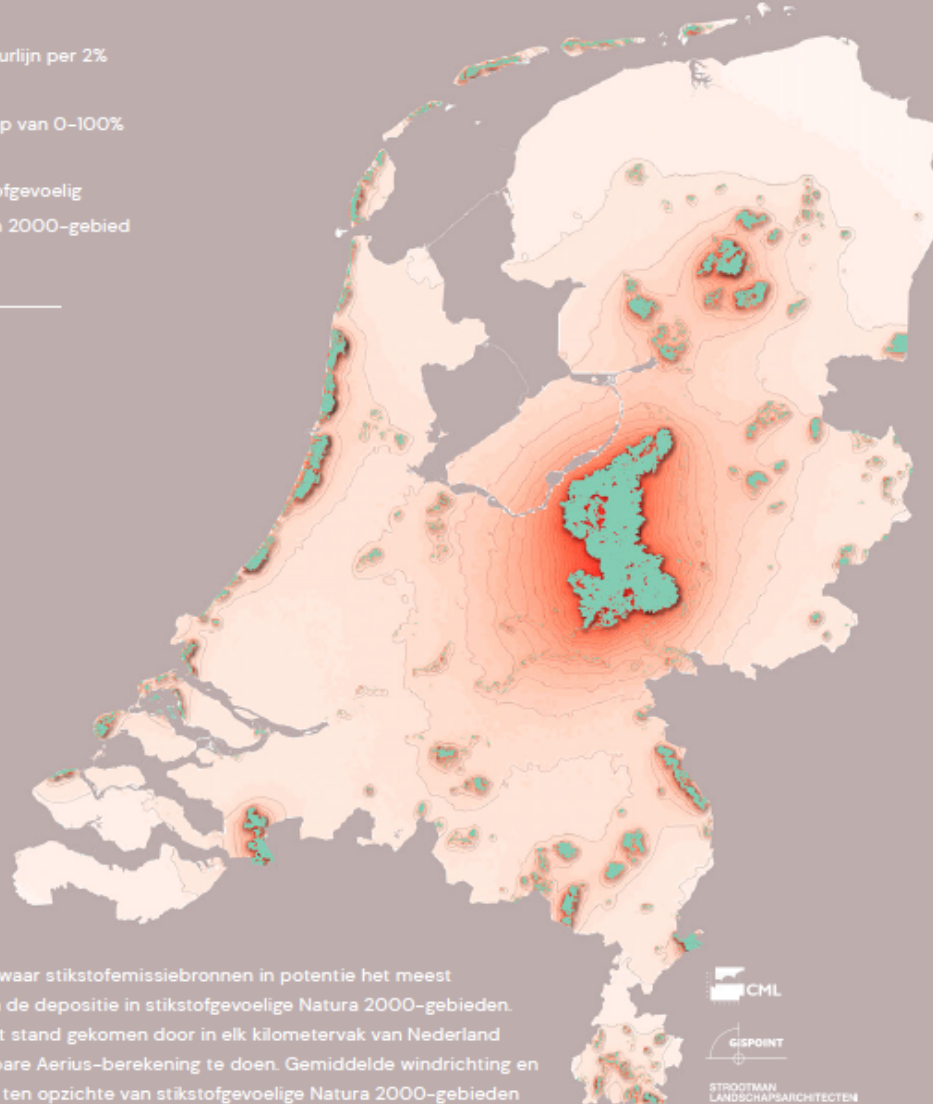 urlijn per 2%
p van 0-100%
ofgevoelig
a 2000-gebied
waar stikstofemissiebronnen in potentie het meest
n de depositie in stikstofgevoelige Natura 2000-gebieden.
t stand gekomen door in elk kilometervak van Nederland
bare Aerius-berekening te doen. Gemiddelde windrichting en
ten opzichte van stikstofgevoelige Natura 2000-gebieden
CML
GISPOINT
STROOTMAN
LANDSCHAPSARCHITECTEN